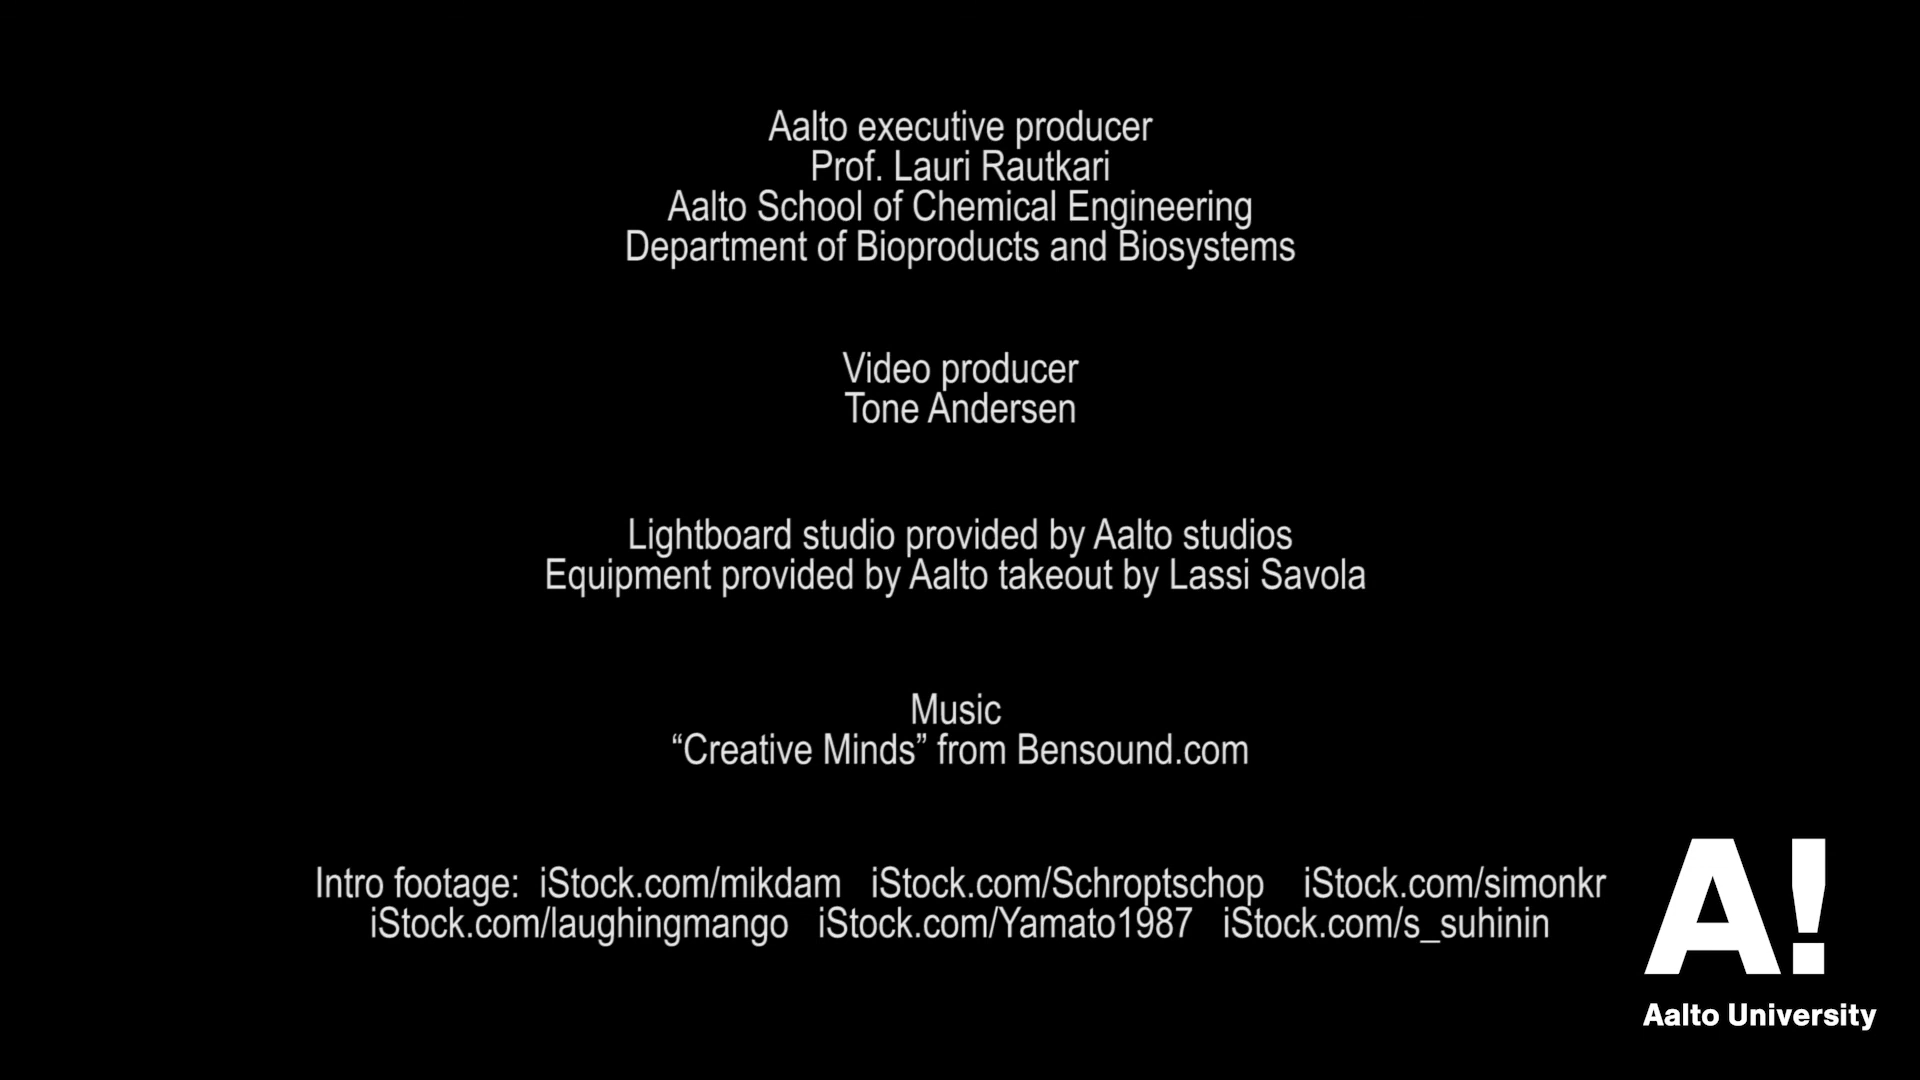 Aalto executive producer
Prof. Lauri Rautkari
Aalto School of Chemical Engineering
Department of Bioproducts and Biosystems
Video producer
Tone Andersen
Lightboard studio provided by Aalto studios
Equipment provided by Aalto takeout by Lassi Savola
Music
“Creative Minds” from Bensound.com
Intro footage: iStock.com/mikdam iStock.com/Schroptschop iStock.com/simonkr
iStock.com/laughingmango iStock.com/Yamato1987 iStock.com/s_suhinin
A!
Aalto University